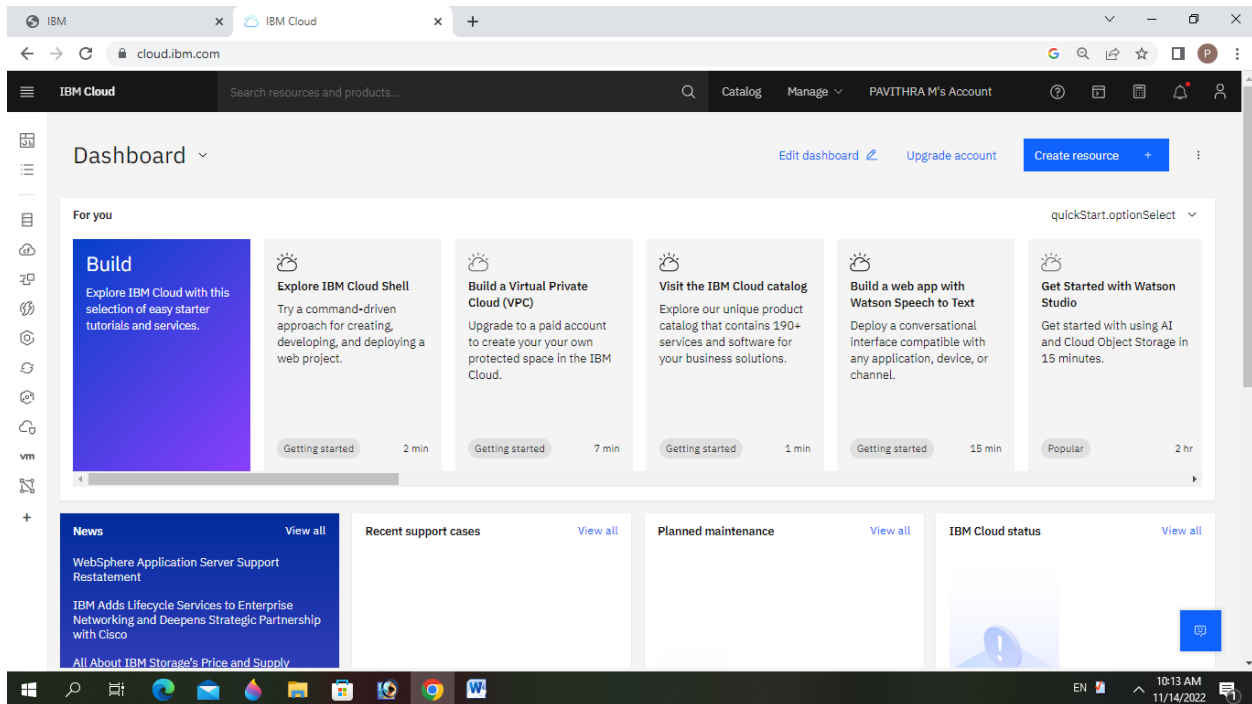 IBM
IBM Cloud
cloud.ibm.com
G
P
IBM Cloud
Search resources and products...
Catalog
Manage
PAVITHRA M's Account
Dashboard
Edit dashboard
Upgrade account
Create resource +
For you
quickStart.optionSelect
Build
Explore IBM Cloud with this
selection of easy starter
tutorials and services.
Explore IBM Cloud Shell
Try a command-driven
approach for creating,
developing, and deploying a
web project.
Getting started
2 min
Build a Virtual Private
Cloud (VPC)
Upgrade to a paid account
to create your your own
protected space in the IBM
Cloud.
Getting started
7 min
Visit the IBM Cloud catalog
Explore our unique product
catalog that contains 190+
services and software for
your business solutions.
Getting started
1 min
Build a web app with
Watson Speech to Text
Deploy a conversational
interface compatible with
any application, device, or
channel.
Getting started
15 min
Get Started with Watson
Studio
Get started with using AI
and Cloud Object Storage in
15 minutes.
Popular
2 hr
vm
News
View all
WebSphere Application Server Support
Restatement
IBM Adds Lifecycle Services to Enterprise
Networking and Deepens Strategic Partnership
with Cisco
All About IBM Storage's Price and Supply
Recent support cases
View all
Planned maintenance
View all
IBM Cloud status
View all
W
EN
10:13 AM
11/14/2022
1